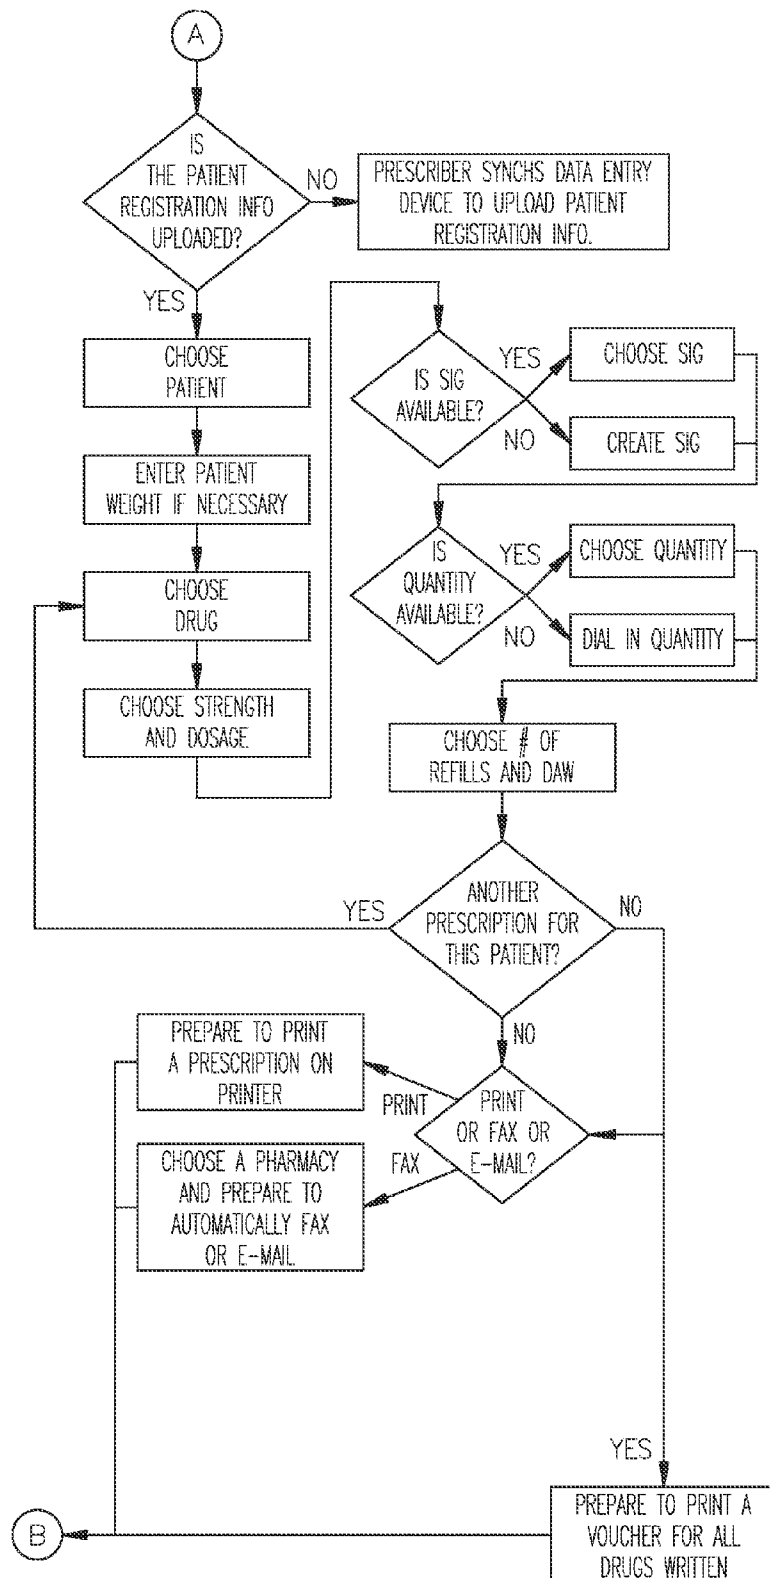 A
IS
THE PATIENT
REGISTRATION INFO
UPLOADED?
NO
PRESCRIBER SYNCHS DATA ENTRY
DEVICE TO UPLOAD PATIENT
REGISTRATION INFO.
YES
CHOOSE
PATIENT
ENTER PATIENT
WEIGHT IF NECESSARY
CHOOSE
DRUG
CHOOSE STRENGTH
AND DOSAGE
IS SIG
AVAILABLE?
YES
CHOOSE SIG
NO
CREATE SIG
IS
QUANTITY
AVAILABLE?
YES
CHOOSE QUANTITY
NO
DIAL IN QUANTITY
CHOOSE # OF
REFILLS AND DAW
ANOTHER
PRESCRIPTION FOR
THIS PATIENT?
YES
NO
NO
PRINT
OR FAX OR
E-MAIL?
PRINT
PREPARE TO PRINT
A PRESCRIPTION ON
PRINTER
FAX
CHOOSE A PHARMACY
AND PREPARE TO
AUTOMATICALLY FAX
OR E-MAIL
YES
PREPARE TO PRINT A
VOUCHER FOR ALL
DRUGS WRITTEN
B